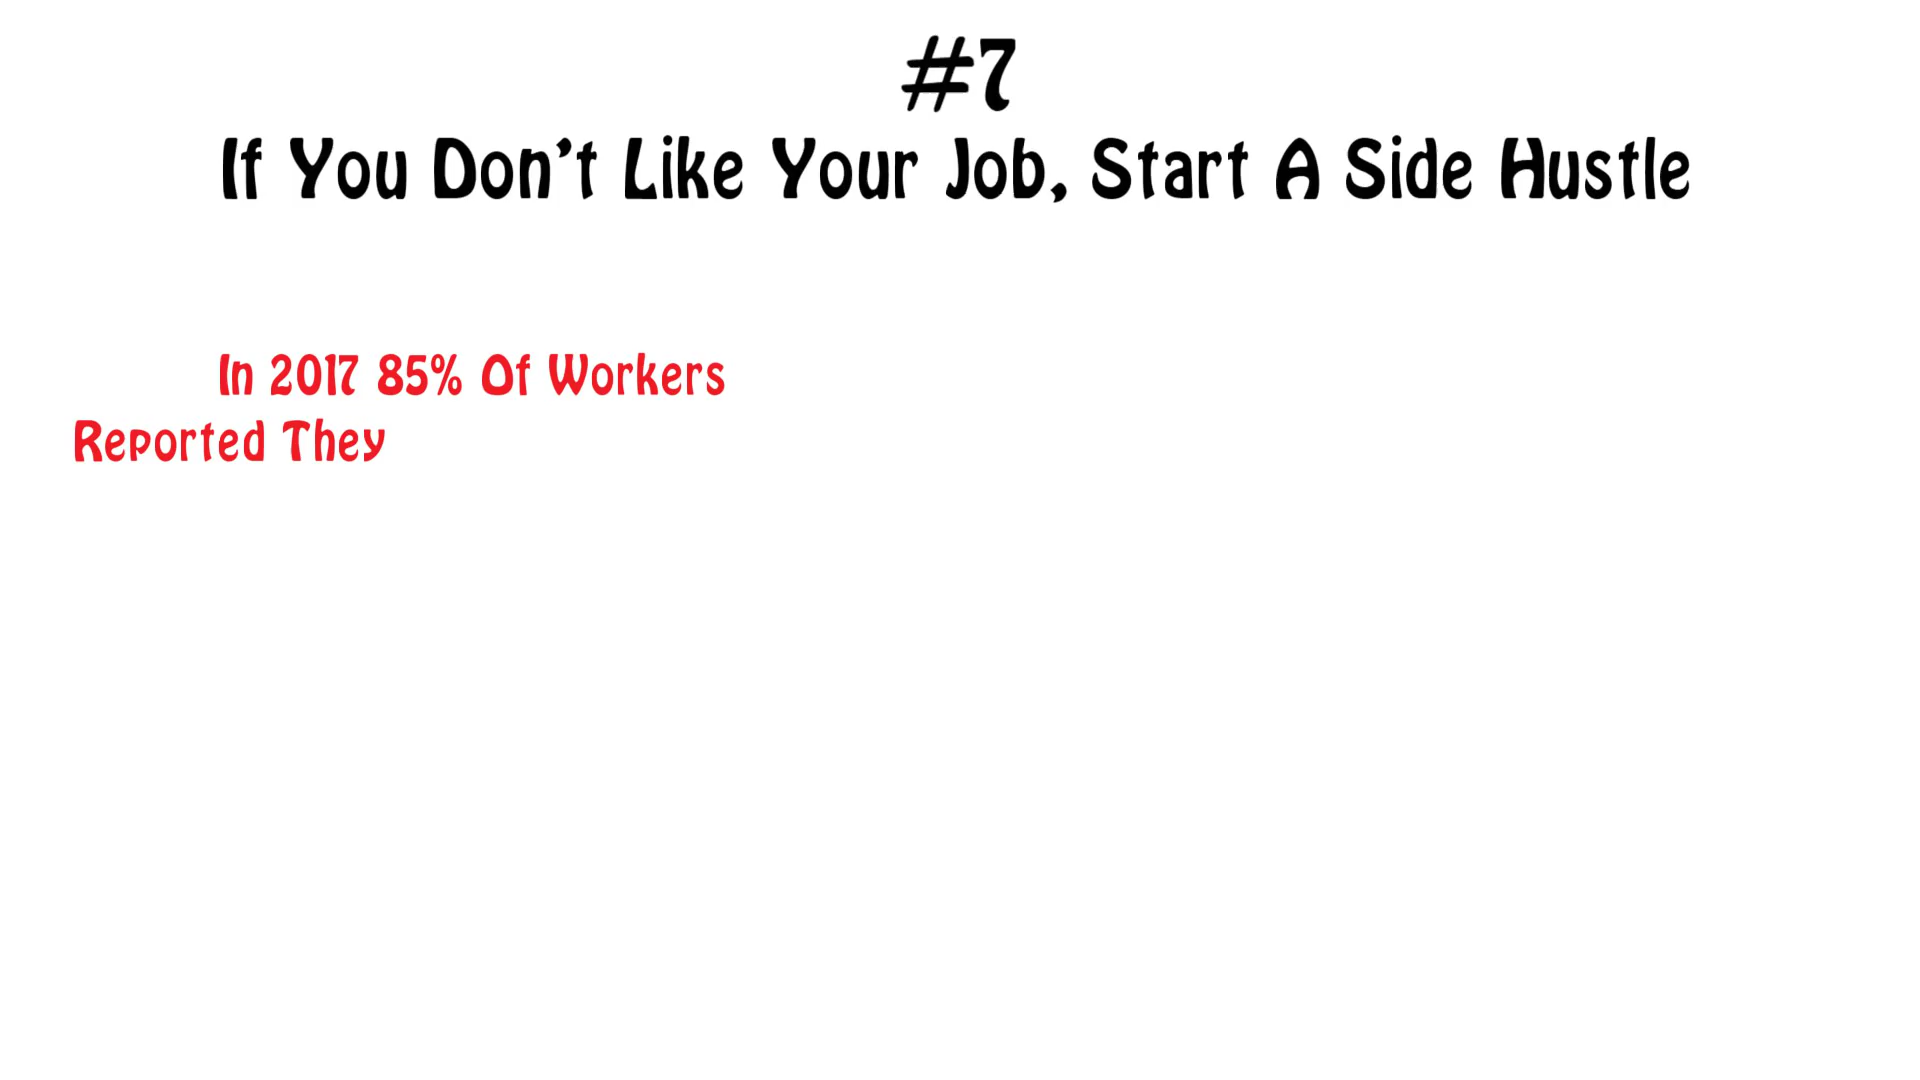 #7
If You Don't Like Your Job, Start A Side Hustle
In 2017 85% Of Workers
Reported They